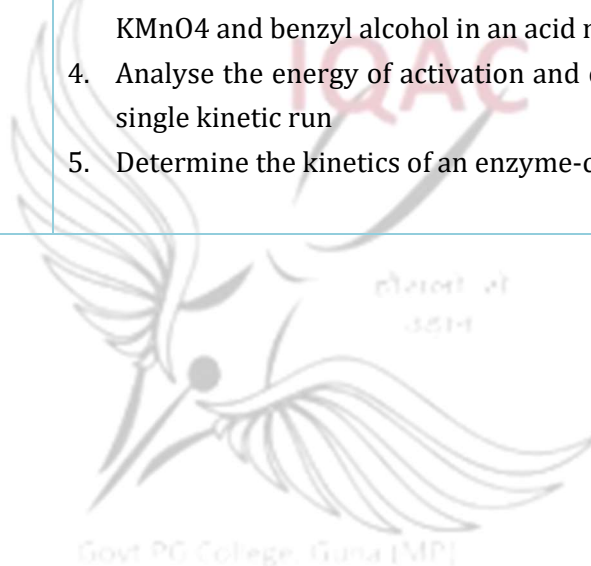 KMnO4 and benzyl alcohol in an acid
IQAC
4. Analyse the energy of activation and
single kinetic run
5. Determine the kinetics of an
Govt PG College, Guna (MP)